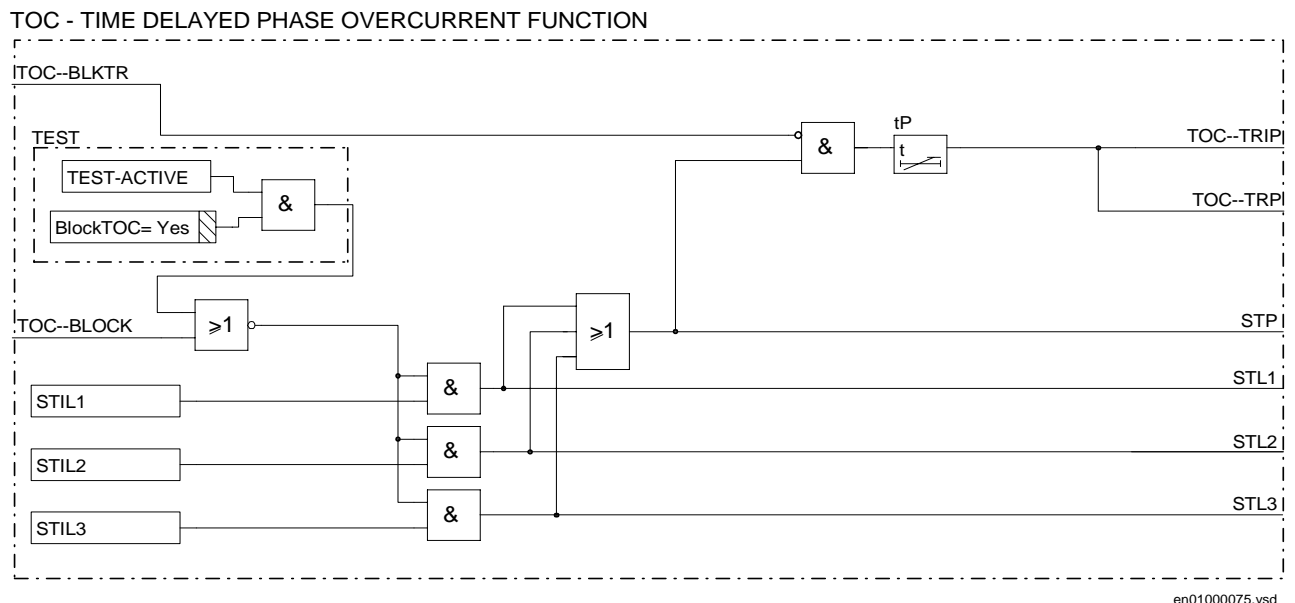 TOC - TIME DELAYED PHASE OVERCURRENT FUNCTION
TOC--BLKTR
TEST
TEST-ACTIVE
&
BlockTOC= Yes
&
tP
t
TOC--TRIP
TOC--TRP
TOC--BLOCK
≥1
≥1
STP
STIL1
&
STL1
STIL2
&
STL2
STIL3
&
STL3
en01000075.vsd